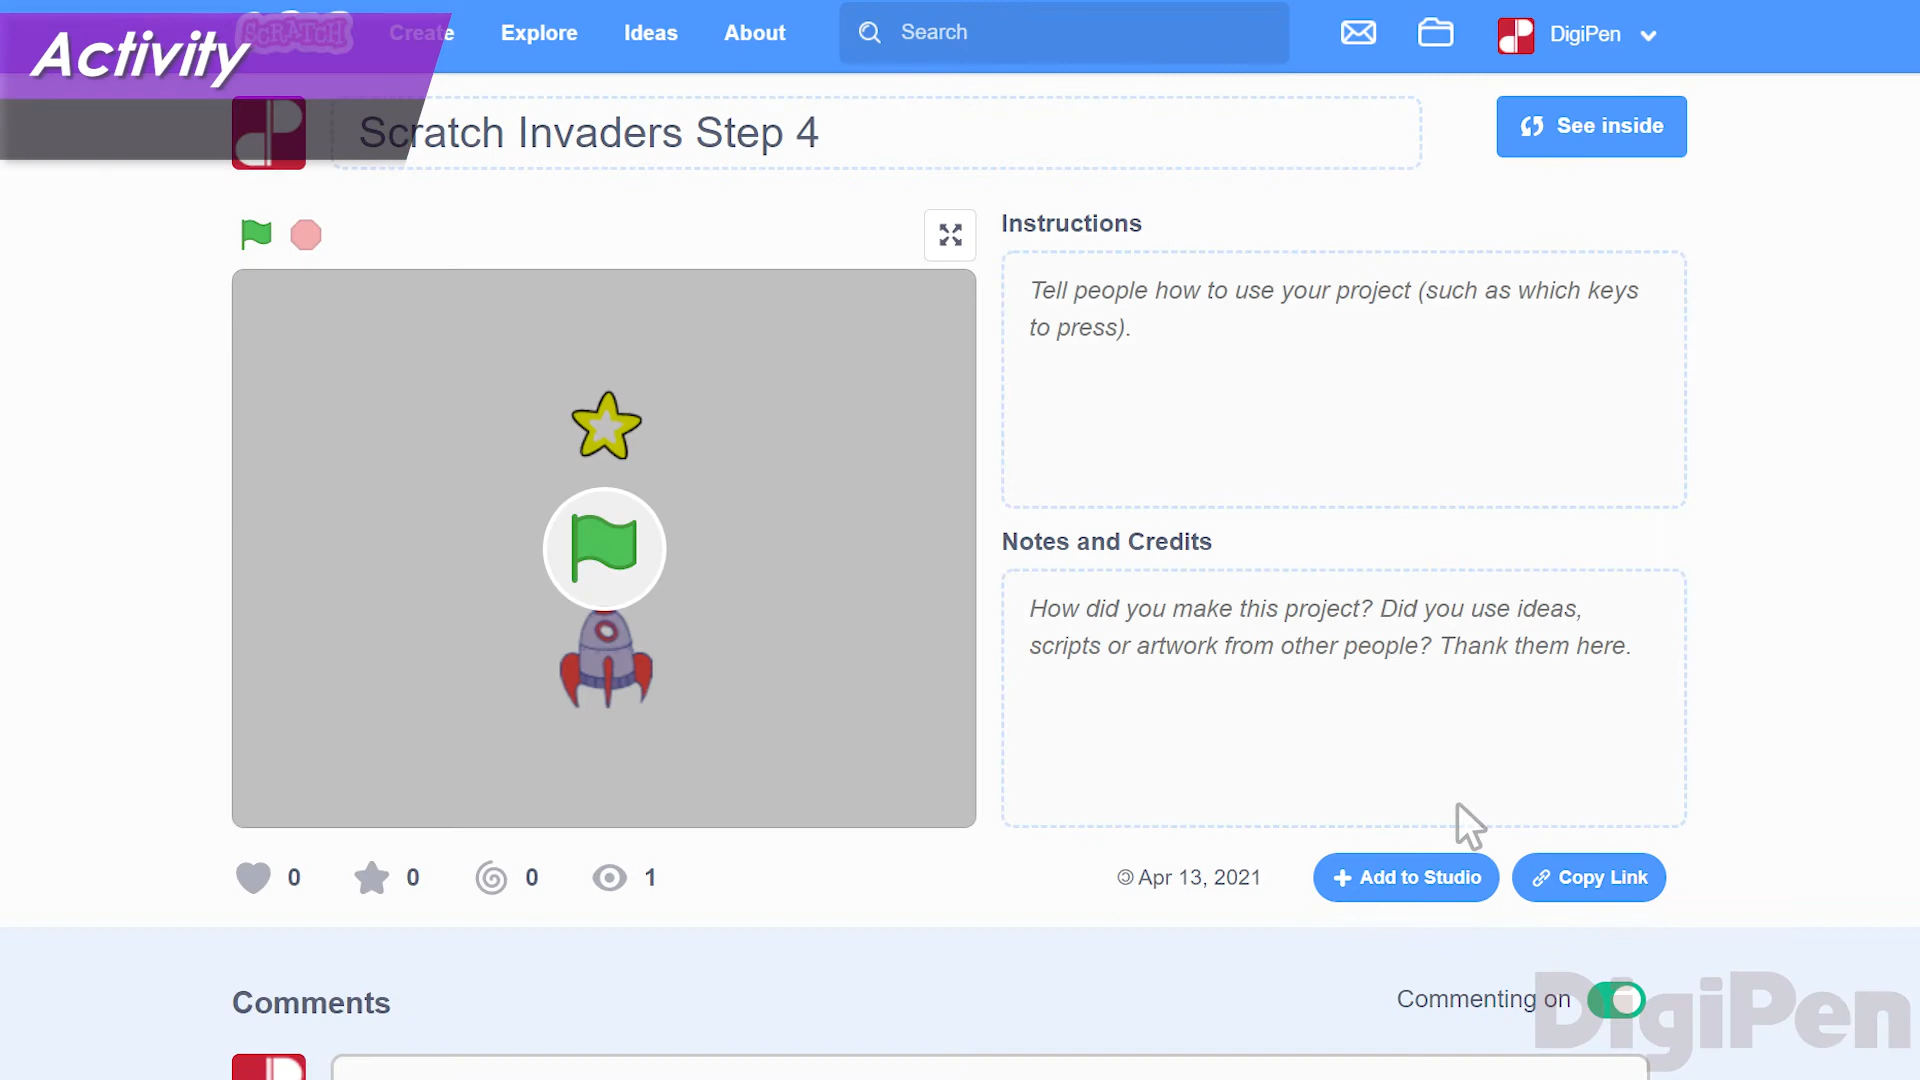 Activity
SCRATCH
Create
Explore
Ideas
About
Search
DigiPen
Scratch Invaders Step 4
See inside
Instructions
Tell people how to use your project (such as which keys
to press).
Notes and Credits
How did you make this project? Did you use ideas,
scripts or artwork from other people? Thank them here.
0
0
0
1
Apr 13, 2021
Add to Studio
Copy Link
Comments
Commenting on
DigiPen